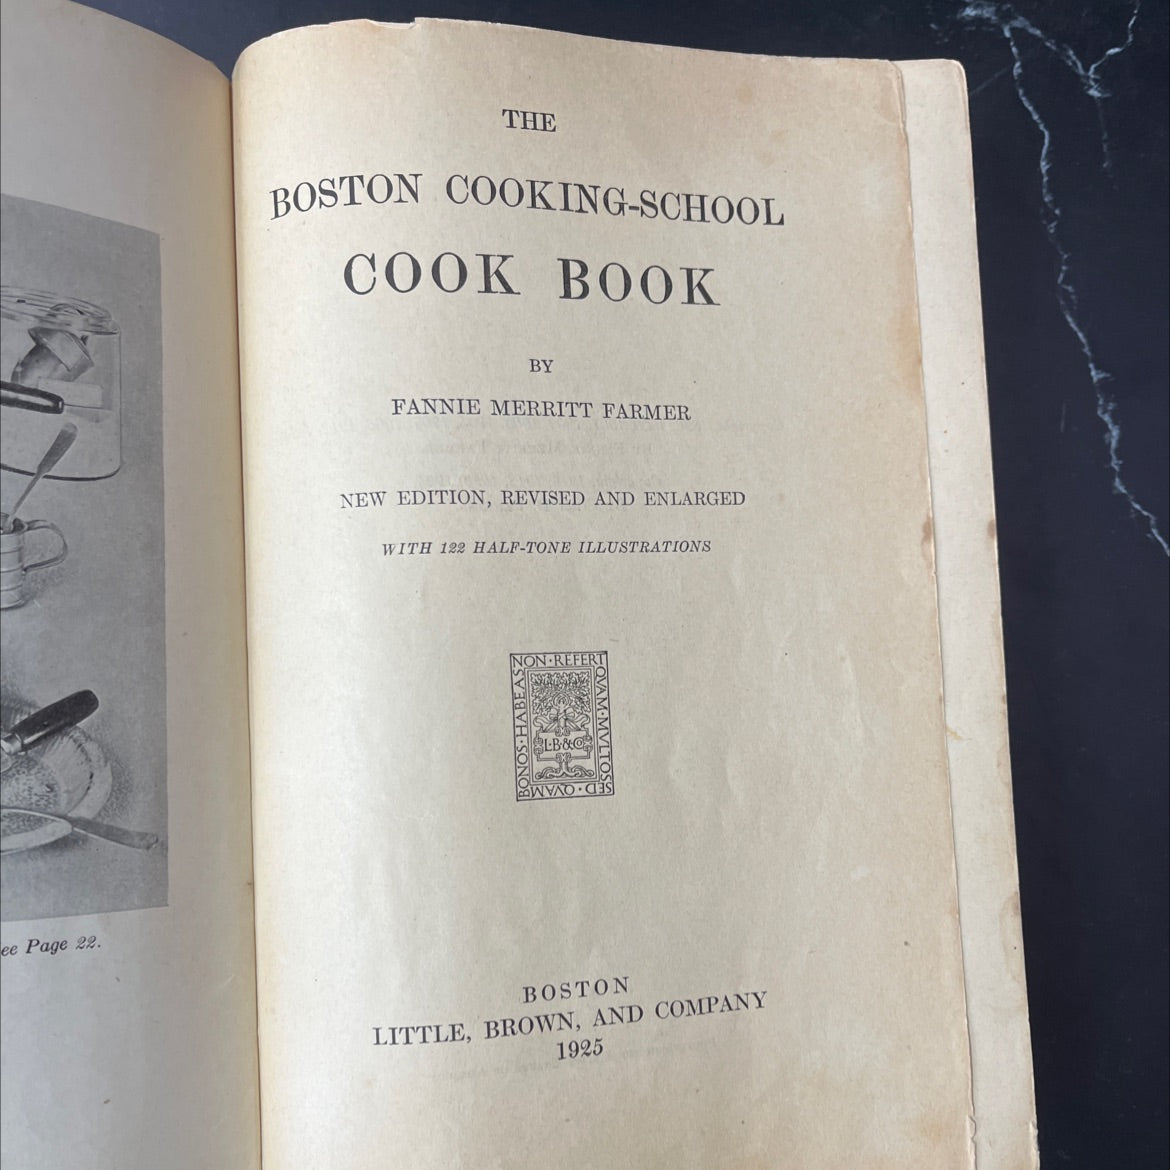 THE
BOSTON COOKING-SCHOOL
COOK BOOK
BY
FANNIE MERRITT FARMER
NEW EDITION, REVISED AND ENLARGED
WITH 122 HALF-TONE ILLUSTRATIONS
NON·REFERT
QVAM·MVLTOS
SED·QVAM
BONOS·HABEAS
L·B·&Co
BOSTON
LITTLE, BROWN, AND COMPANY
1925
Page 22.